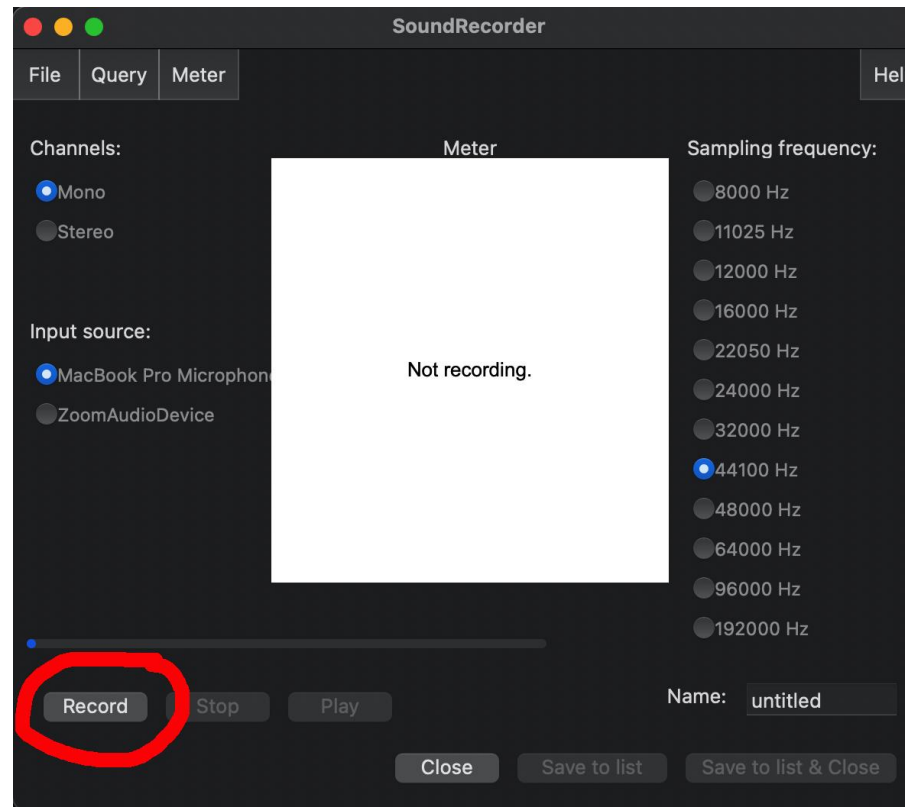 SoundRecorder
File Query Meter Hel
Channels:
Mono
Stereo
Input source:
MacBook Pro Microphon
ZoomAudioDevice
Meter
Not recording.
Sampling frequency:
8000 Hz
11025 Hz
12000 Hz
16000 Hz
22050 Hz
24000 Hz
32000 Hz
44100 Hz
48000 Hz
64000 Hz
96000 Hz
192000 Hz
Record Stop Play
Name: untitled
Close Save to list Save to list & Close